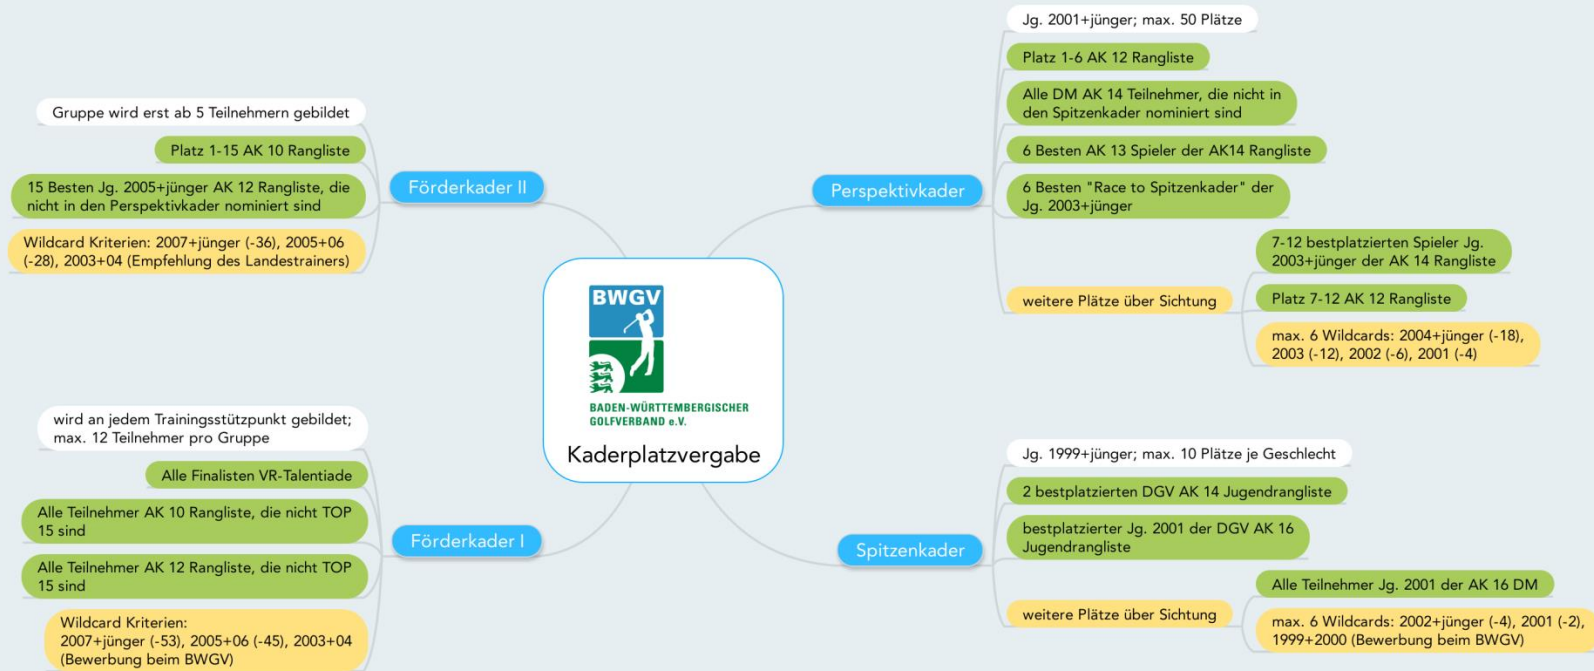 Gruppe wird erst ab 5 Teilnehmern gebildet
Platz 1-15 AK 10 Rangliste
15 Besten Jg. 2005+jünger AK 12 Rangliste, die
nicht in den Perspektivkader nominiert sind
Wildcard Kriterien: 2007+jünger (-36), 2005+06
(-28), 2003+04 (Empfehlung des Landestrainers)
Förderkader II
wird an jedem Trainingsstützpunkt gebildet;
max. 12 Teilnehmer pro Gruppe
Alle Finalisten VR-Talentiade
Alle Teilnehmer AK 10 Rangliste, die nicht TOP
15 sind
Alle Teilnehmer AK 12 Rangliste, die nicht TOP
15 sind
Wildcard Kriterien:
2007+jünger (-53), 2005+06 (-45), 2003+04
(Bewerbung beim BWGV)
Förderkader I
BWGV
BADEN-WÜRTTEMBERGISCHER
GOLFVERBAND e.V.
Kaderplatzvergabe
Perspektivkader
Jg. 2001+jünger; max. 50 Plätze
Platz 1-6 AK 12 Rangliste
Alle DM AK 14 Teilnehmer, die nicht in
den Spitzenkader nominiert sind
6 Besten AK 13 Spieler der AK14 Rangliste
6 Besten "Race to Spitzenkader" der
Jg. 2003+jünger
weitere Plätze über Sichtung
7-12 bestplatzierten Spieler Jg.
2003+jünger der AK 14 Rangliste
Platz 7-12 AK 12 Rangliste
max. 6 Wildcards: 2004+jünger (-18),
2003 (-12), 2002 (-6), 2001 (-4)
Spitzenkader
Jg. 1999+jünger; max. 10 Plätze je Geschlecht
2 bestplatzierten DGV AK 14 Jugendrangliste
bestplatzierter Jg. 2001 der DGV AK 16
Jugendrangliste
weitere Plätze über Sichtung
Alle Teilnehmer Jg. 2001 der AK 16 DM
max. 6 Wildcards: 2002+jünger (-4), 2001 (-2),
1999+2000 (Bewerbung beim BWGV)